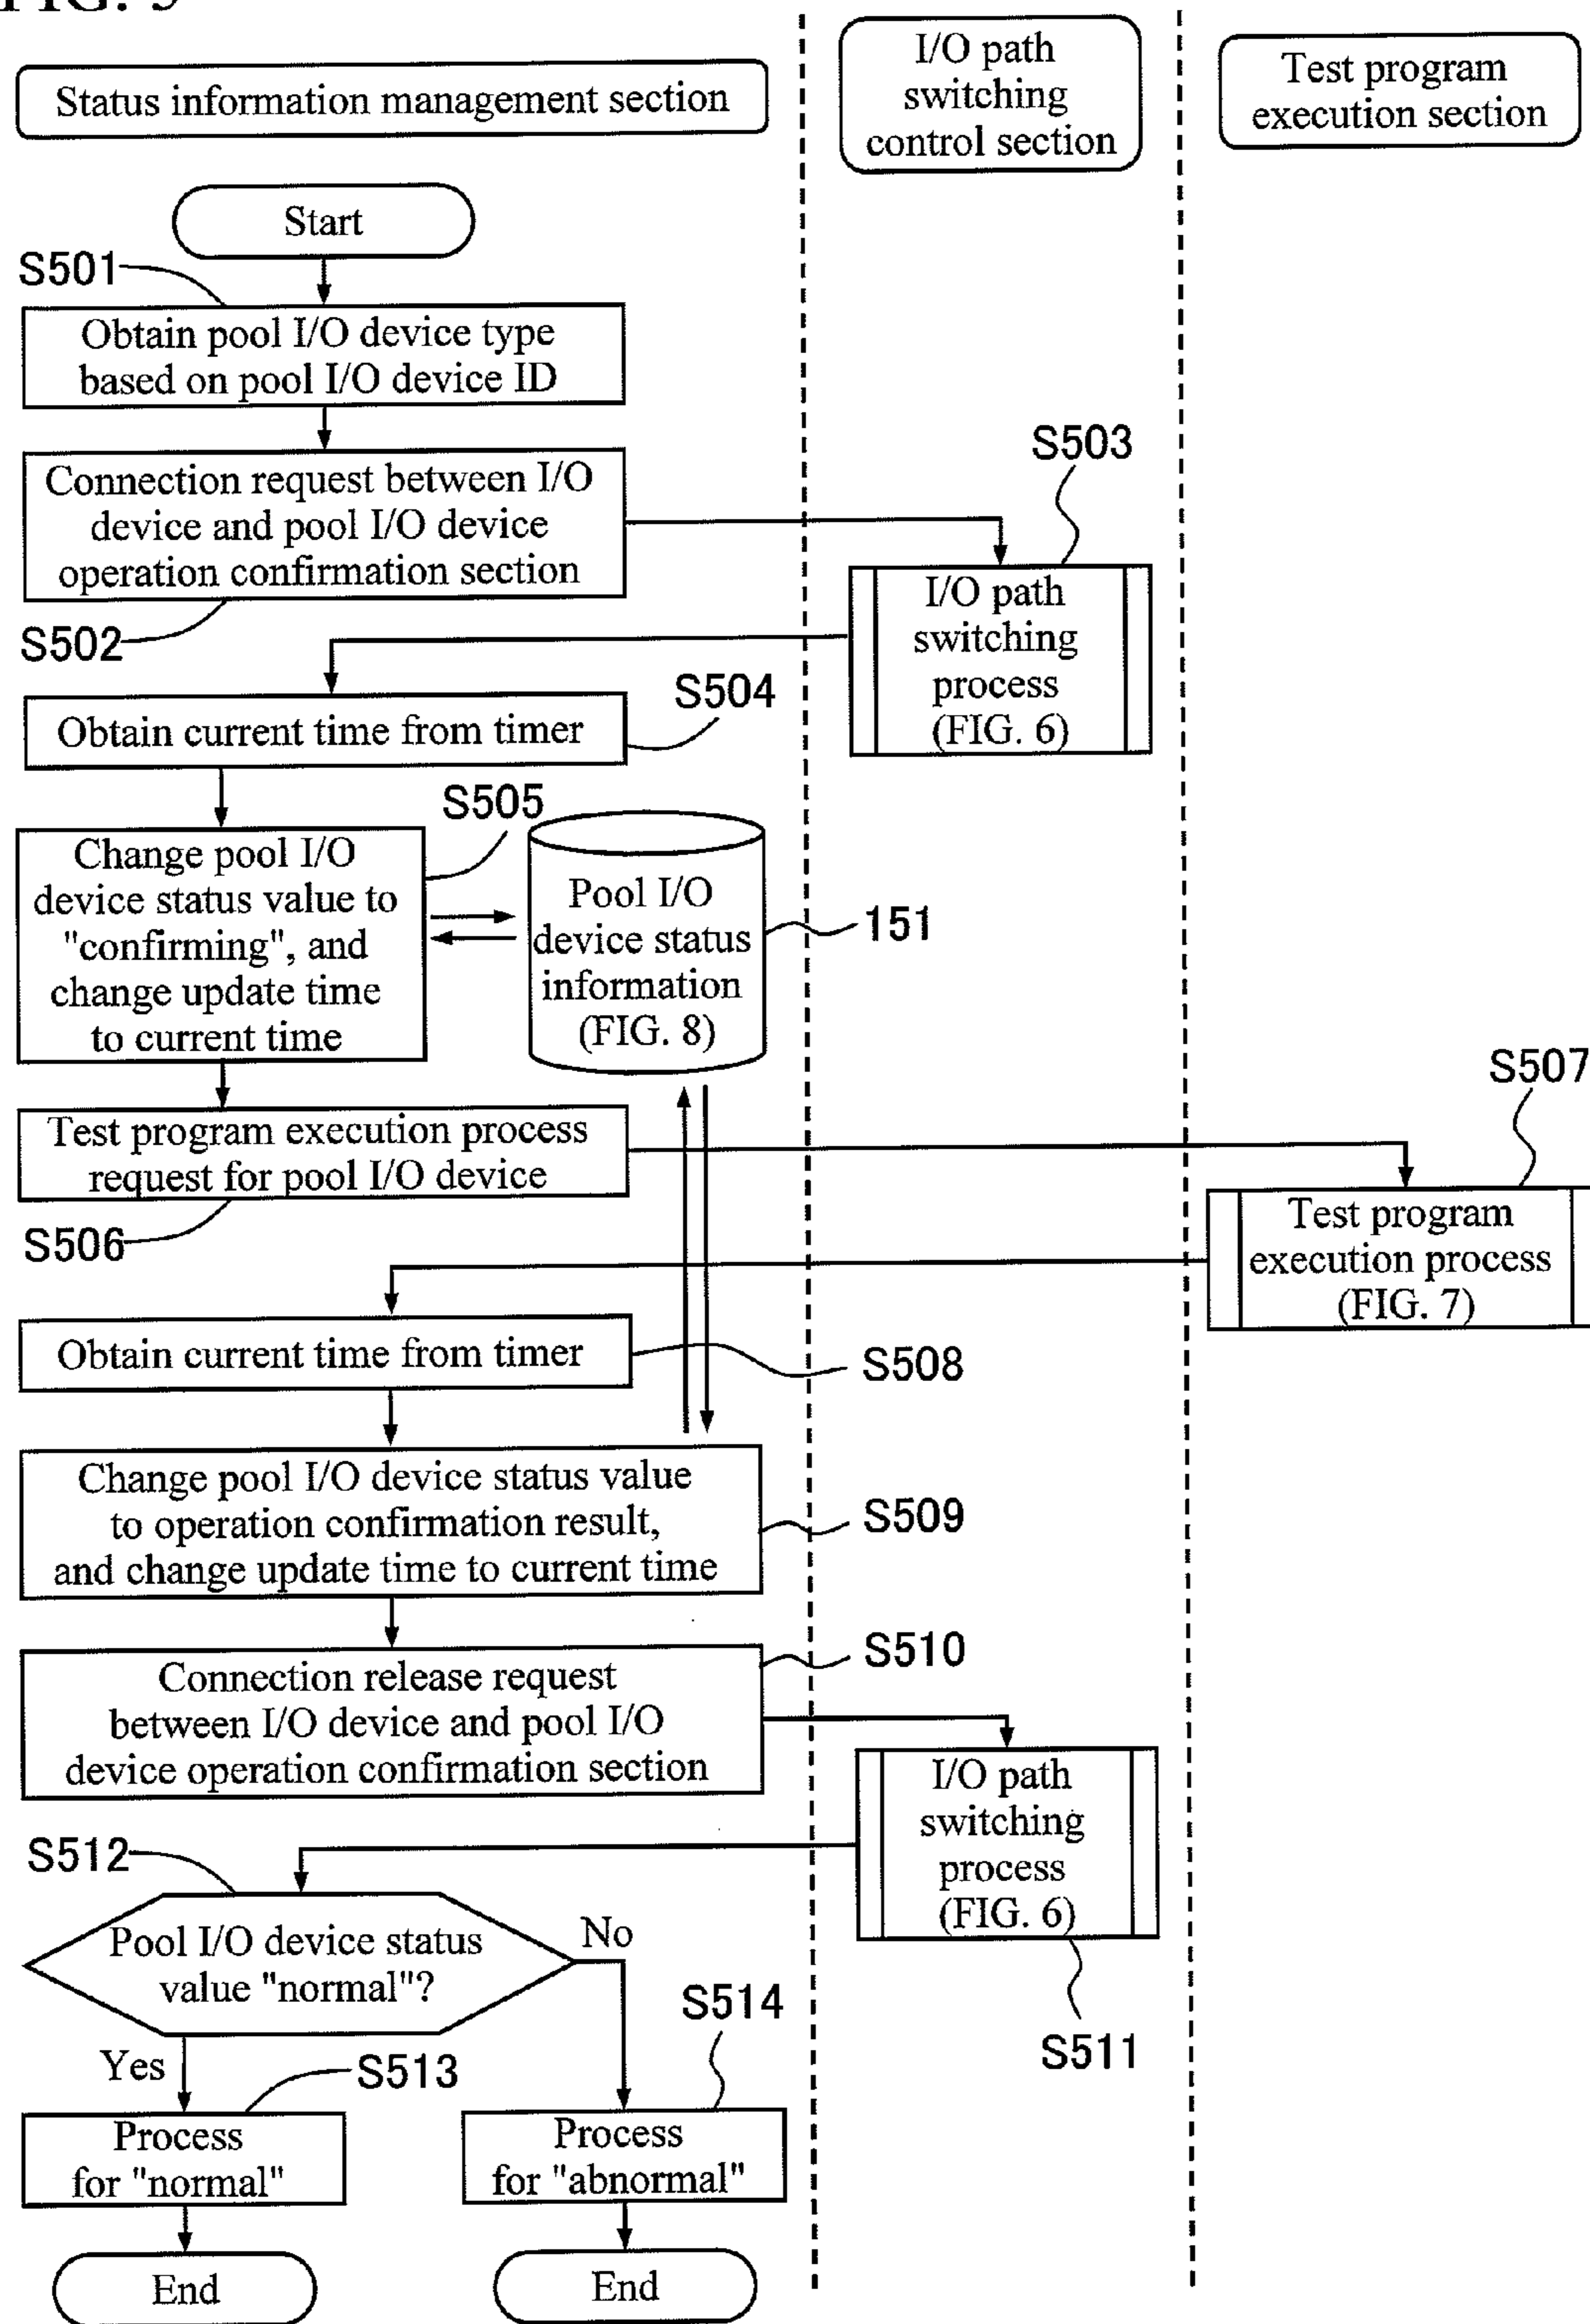 FIG. 5
Status information management section
I/O path
switching
control section
Test program
execution section
Start
S501
Obtain pool I/O device type
based on pool I/O device ID
Connection request between I/O
device and pool I/O device
operation confirmation section
S502
S503
I/O path
switching
process
(FIG. 6)
S504
Obtain current time from timer
S505
Change pool I/O
device status value to
"confirming", and
change update time
to current time
Pool I/O
device status
information
(FIG. 8)
151
Test program execution process
request for pool I/O device
S506
S507
Test program
execution process
(FIG. 7)
Obtain current time from timer
S508
Change pool I/O device status value
to operation confirmation result,
and change update time to current time
S509
Connection release request
between I/O device and pool I/O
device operation confirmation section
S510
I/O path
switching
process
(FIG. 6)
S511
S512
Pool I/O device status
value "normal"?
No
Yes
S513
S514
Process
for "normal"
Process
for "abnormal"
End
End